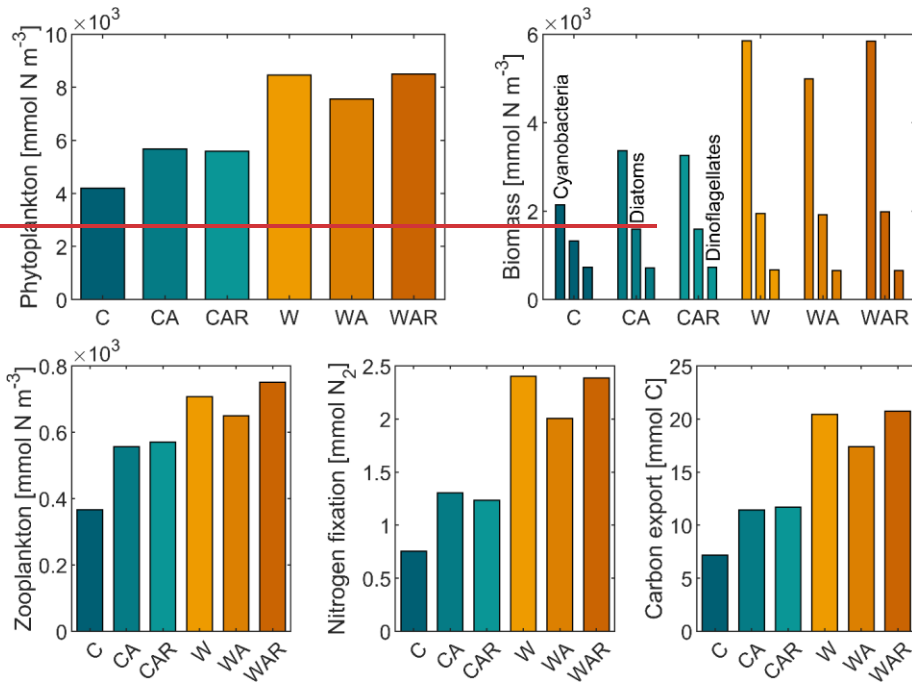 ×10³
Phytoplankton [mmol N m⁻³]
10
8
6
4
2
0
C CA CAR W WA WAR
×10³
Biomass [mmol N m⁻³]
6
4
2
0
Cyanobacteria
Diatoms
Dinoflagellates
C CA CAR W WA WAR
×10³
Zooplankton [mmol N m⁻³]
0.8
0.6
0.4
0.2
0
C CA CAR W WA WAR
Nitrogen fixation [mmol N₂]
2.5
2
1.5
1
0.5
0
C CA CAR W WA WAR
Carbon export [mmol C]
25
20
15
10
5
0
C CA CAR W WA WAR